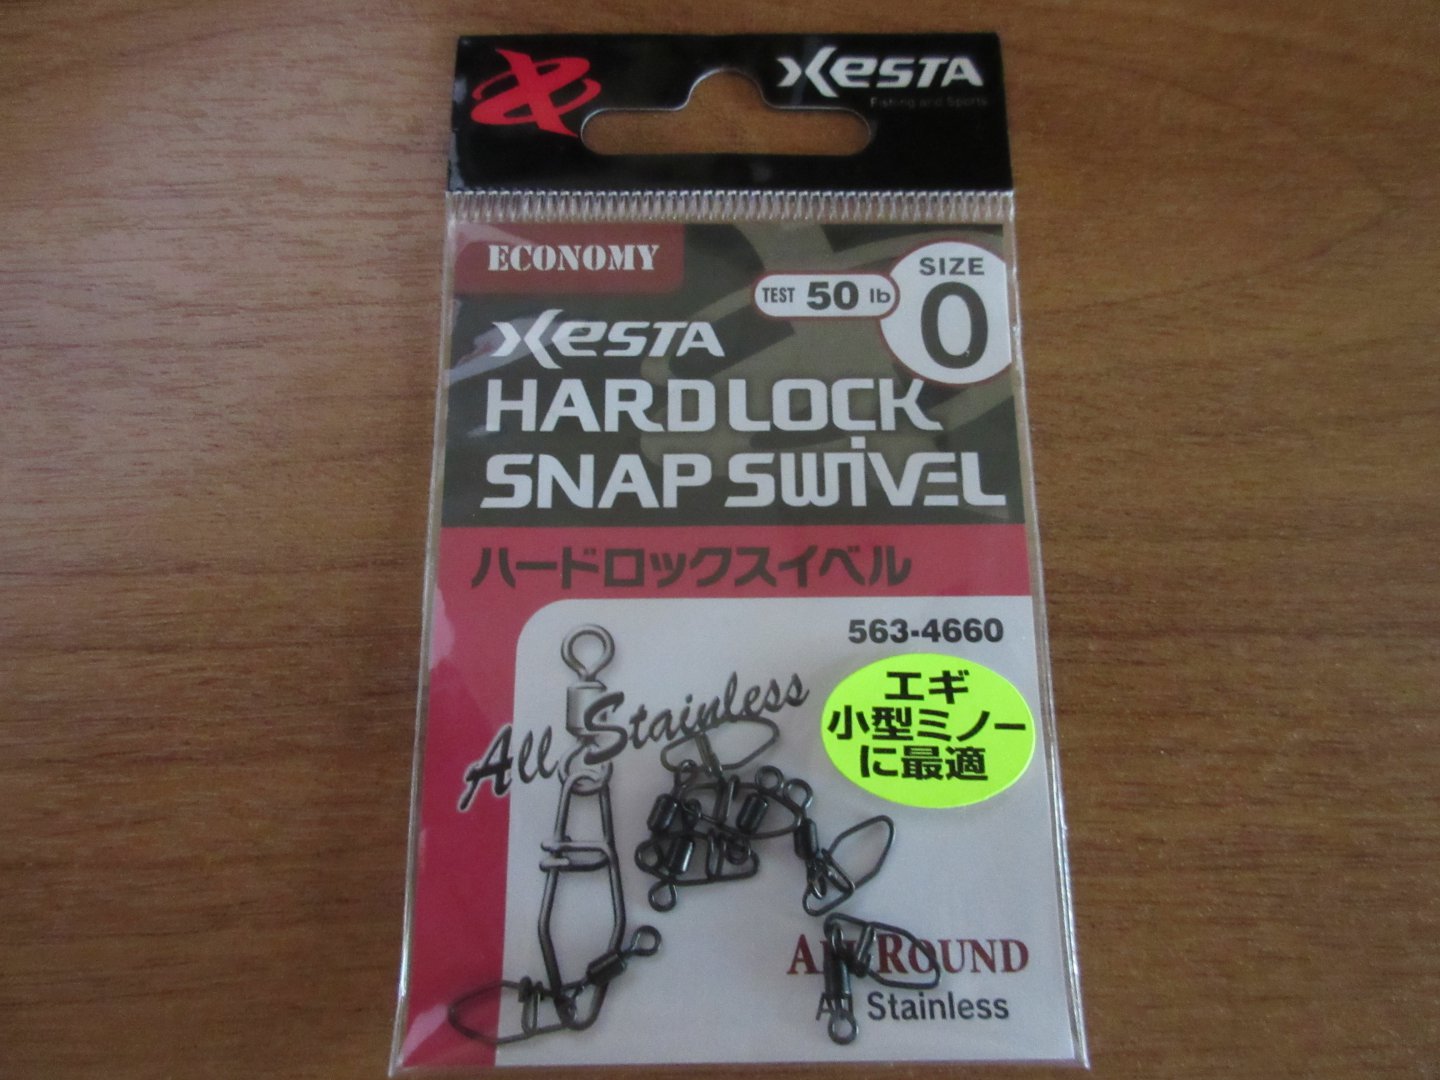 XESTA
Fishing and Sports
ECONOMY
TEST 50 lb
SIZE
0
XESTA
HARD LOCK
SNAP SWIVEL
ハードロックスイベル
563-4660
エギ
小型ミノー
に最適
All Stainless
ALL ROUND
All Stainless